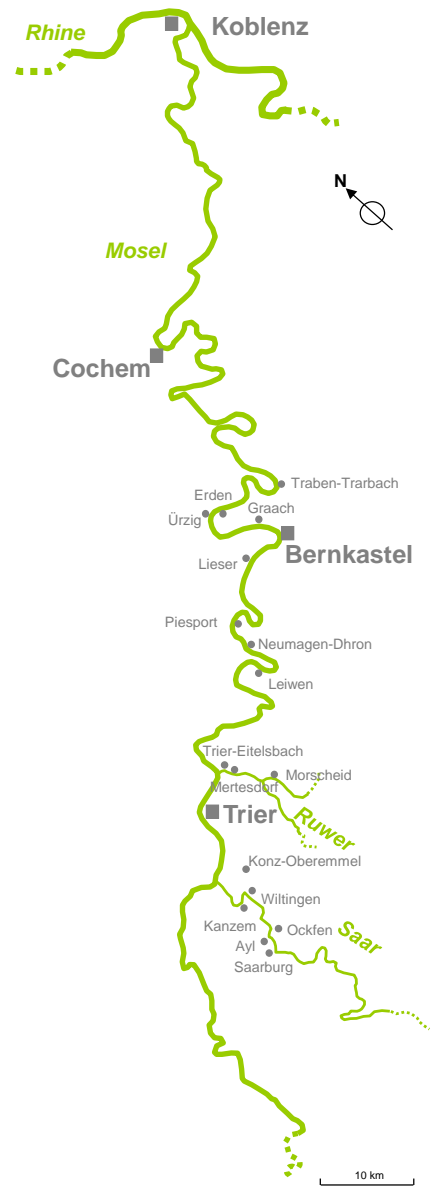 Koblenz
Rhine
N
Mosel
Cochem
Traben-Trarbach
Erden
Graach
Ürzig
Bernkastel
Lieser
Piesport
Neumagen-Dhron
Leiwen
Trier-Eitelsbach
Morscheid
Mertesdorf
Trier
Ruwer
Konz-Oberemmel
Wiltingen
Kanzem
Ockfen
Saar
Ayl
Saarburg
10 km